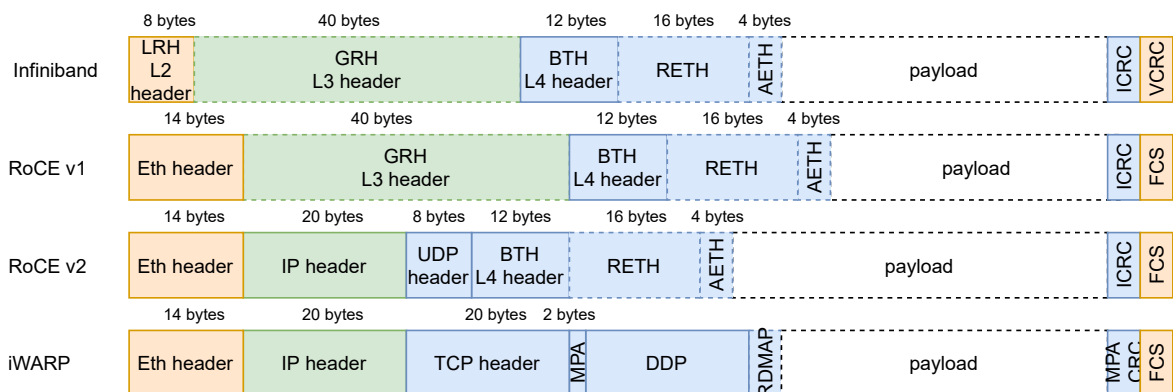 8 bytes 40 bytes 12 bytes 16 bytes 4 bytes
Infiniband
LRH
L2
header
GRH
L3 header
BTH
L4 header
RETH
AETH
payload
ICRC
VCRC
14 bytes 40 bytes 12 bytes 16 bytes 4 bytes
RoCE v1
Eth header
GRH
L3 header
BTH
L4 header
RETH
AETH
payload
ICRC
FCS
14 bytes 20 bytes 8 bytes 12 bytes 16 bytes 4 bytes
RoCE v2
Eth header
IP header
UDP
header
BTH
L4 header
RETH
AETH
payload
ICRC
FCS
14 bytes 20 bytes 20 bytes 2 bytes
iWARP
Eth header
IP header
TCP header
MPA
DDP
RDMAP
payload
MPA
CRC
FCS